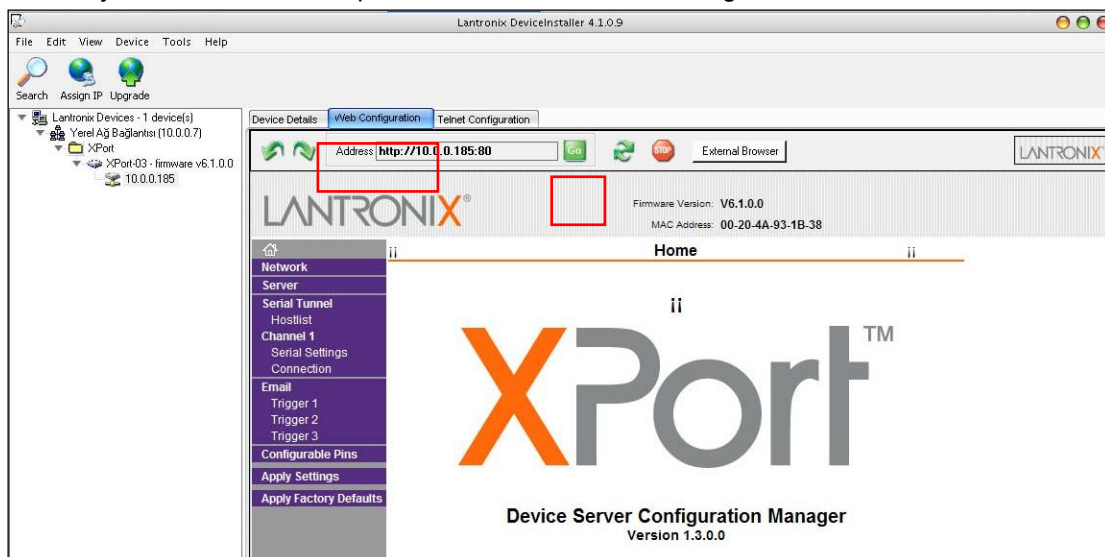 Lantronix DeviceInstaller 4.1.0.9
File Edit View Device Tools Help
Search Assign IP Upgrade
Lantronix Devices - 1 device(s)
Yerel Ağ Bağlantısı (10.0.0.7)
XPort
XPort-03 - firmware v6.1.0.0
10.0.0.185
Device Details Web Configuration Telnet Configuration
Address http://10.0.0.185:80 Go STOP External Browser LANTRONIX
LANTRONIX®
Firmware Version: V6.1.0.0
MAC Address: 00-20-4A-93-1B-38
¡¡ Home ¡¡
Network
Server
Serial Tunnel
Hostlist
Channel 1
Serial Settings
Connection
Email
Trigger 1
Trigger 2
Trigger 3
Configurable Pins
Apply Settings
Apply Factory Defaults
¡¡
XPort™
Device Server Configuration Manager
Version 1.3.0.0